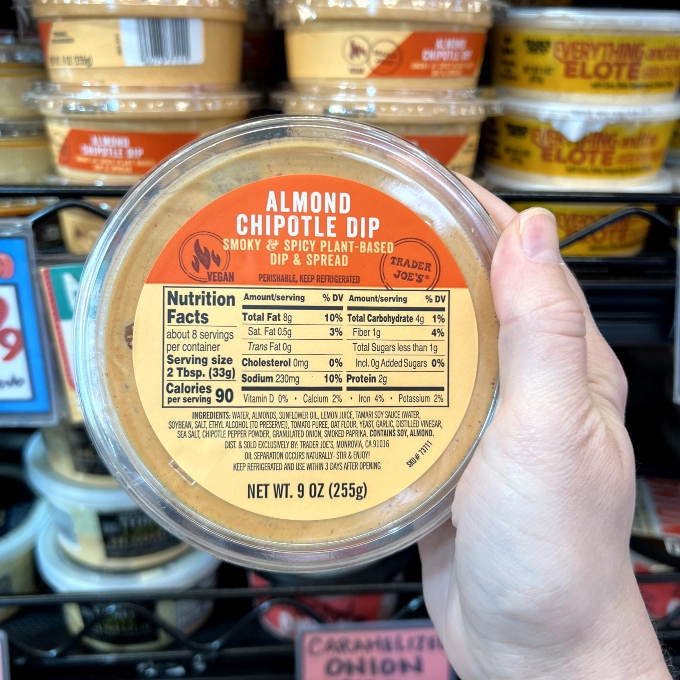 ALMOND
CHIPOTLE DIP
SMOKY & SPICY PLANT-BASED
DIP & SPREAD
VEGAN
TRADER
JOE'S®
PERISHABLE, KEEP REFRIGERATED
Nutrition
Facts
about 8 servings
per container
Serving size
2 Tbsp. (33g)
Calories
per serving 90
Amount/serving % DV
Total Fat 8g 10%
Sat. Fat 0.5g 3%
Trans Fat 0g
Cholesterol 0mg 0%
Sodium 230mg 10%
Amount/serving % DV
Total Carbohydrate 4g 1%
Fiber 1g 4%
Total Sugars less than 1g
Incl. 0g Added Sugars 0%
Protein 2g
Vitamin D 0% • Calcium 2% • Iron 4% • Potassium 2%
INGREDIENTS: WATER, ALMONDS, SUNFLOWER OIL, LEMON JUICE, TAMARI SOY SAUCE (WATER,
SOYBEAN, SALT, ETHYL ALCOHOL (TO PRESERVE)), TOMATO PUREE, OAT FLOUR, YEAST, GARLIC, DISTILLED VINEGAR,
SEA SALT, CHIPOTLE PEPPER POWDER, GRANULATED ONION, SMOKED PAPRIKA. CONTAINS SOY, ALMOND.
DIST. & SOLD EXCLUSIVELY BY: TRADER JOE'S, MONROVIA, CA 91016
OIL SEPARATION OCCURS NATURALLY- STIR & ENJOY!
KEEP REFRIGERATED AND USE WITHIN 3 DAYS AFTER OPENING
SKU# 73111
NET WT. 9 OZ (255g)
ALMOND
CHIPOTLE DIP
ALMOND
CHIPOTLE DIP
EVERYTHING and the
ELOTE
EVERYTHING and the
ELOTE
CARAMELIZED
ONION